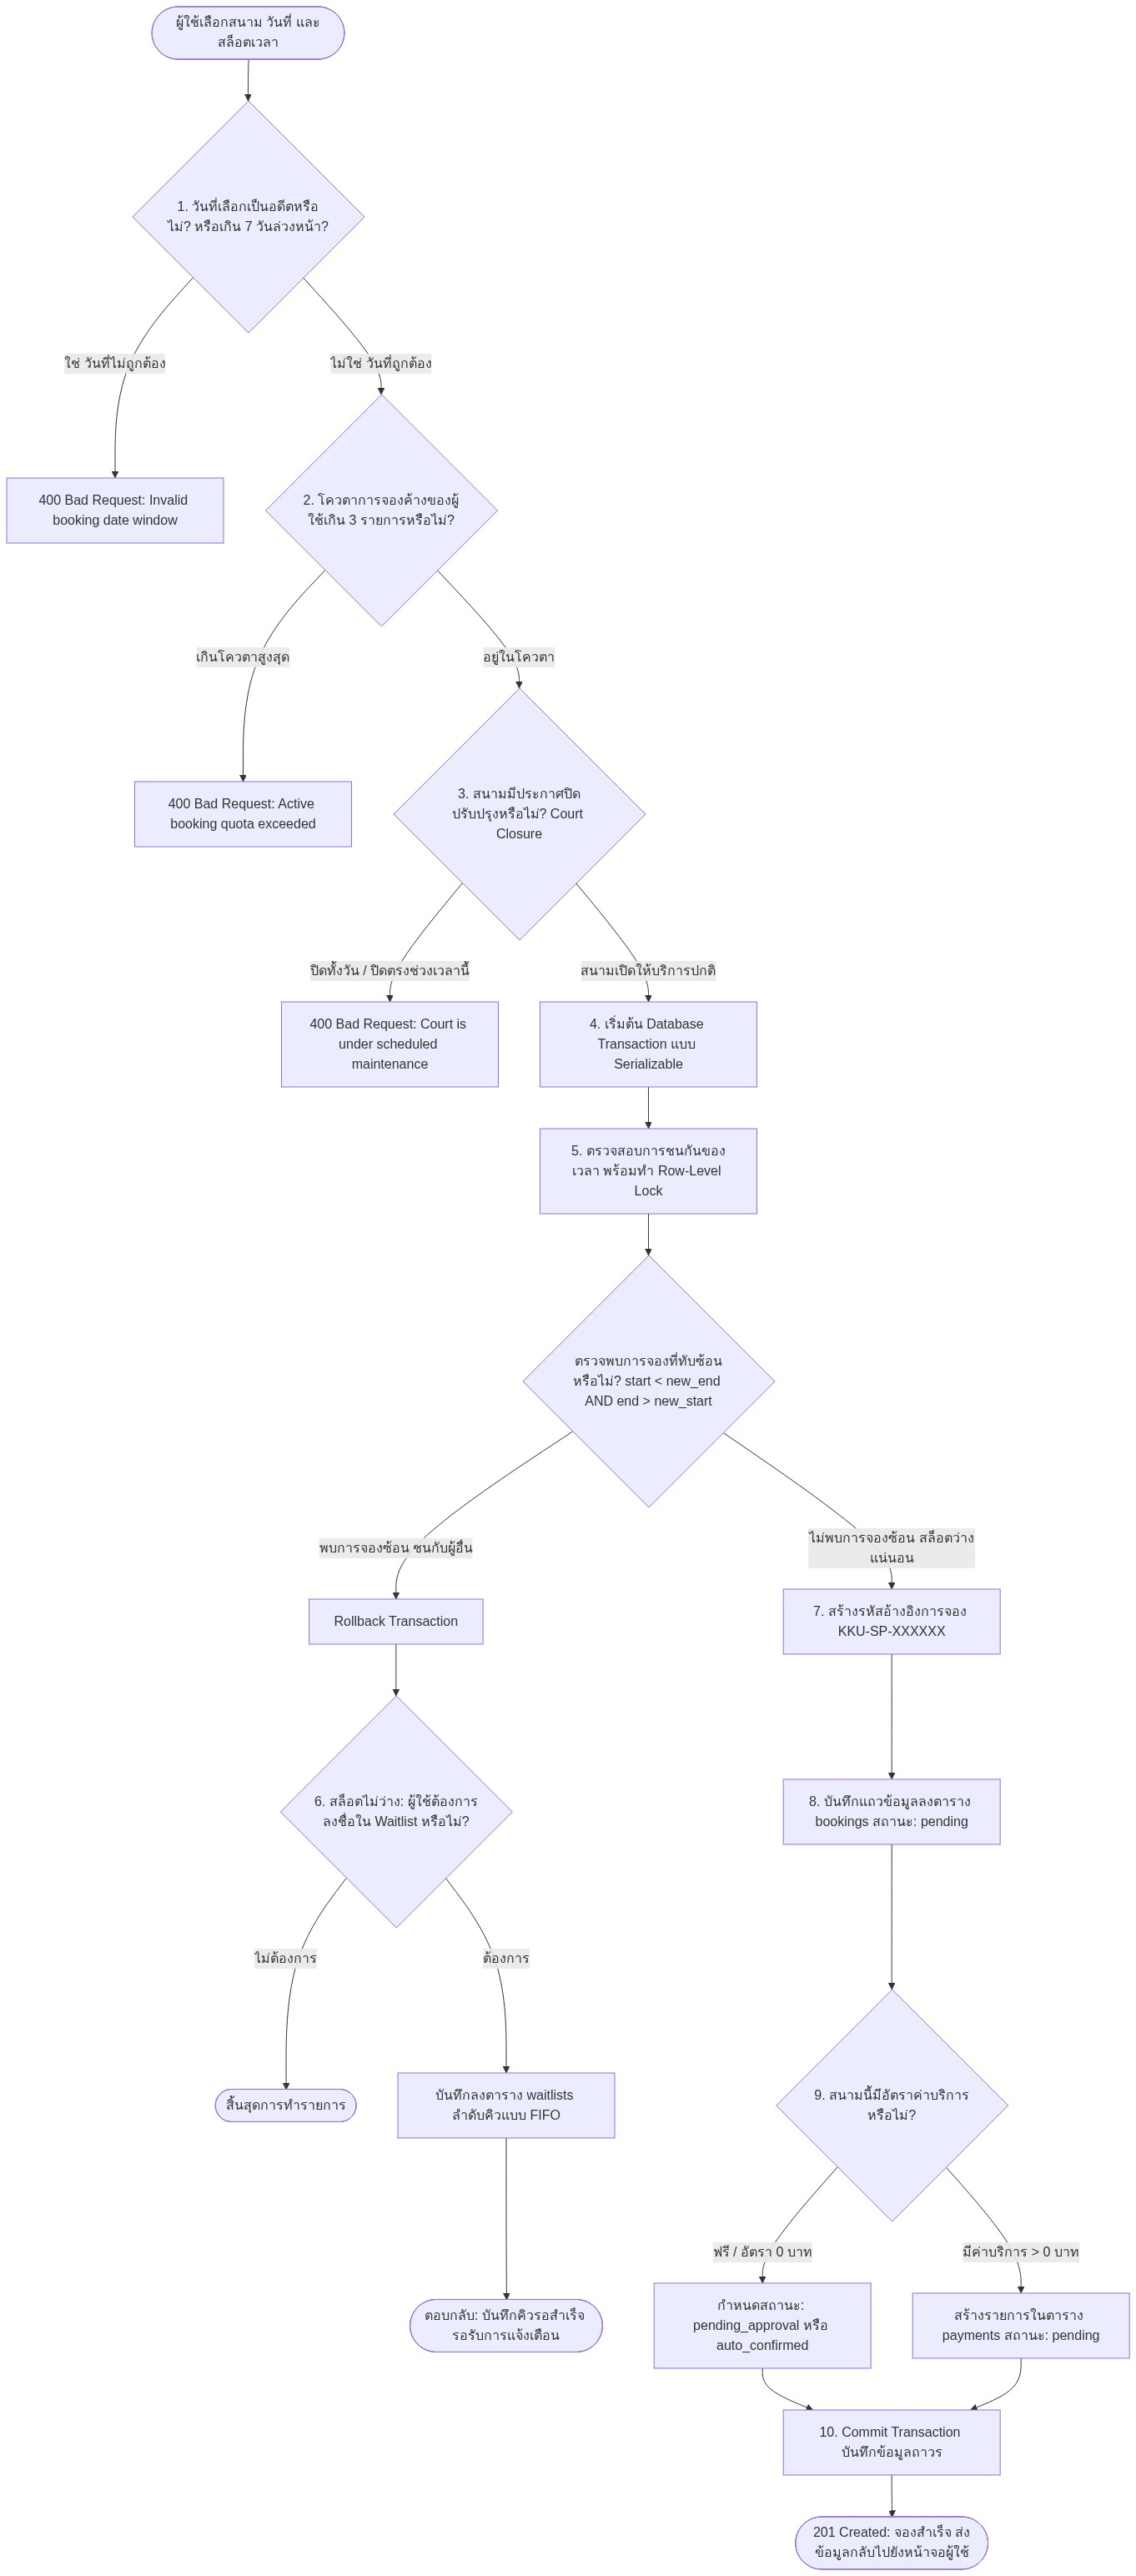 ผู้ใช้เลือกสนาม วันที่ และ
สล็อตเวลา
1. วันที่เลือกเป็นอดีตหรือ
ไม่? หรือเกิน 7 วันล่วงหน้า?
ใช่ วันที่ไม่ถูกต้อง
ไม่ใช่ วันที่ถูกต้อง
400 Bad Request: Invalid
booking date window
2. โควตาการจองค้างของผู้
ใช้เกิน 3 รายการหรือไม่?
เกินโควตาสูงสุด
อยู่ในโควตา
400 Bad Request: Active
booking quota exceeded
3. สนามมีประกาศปิด
ปรับปรุงหรือไม่? Court
Closure
ปิดทั้งวัน / ปิดตรงช่วงเวลานี้
สนามเปิดให้บริการปกติ
400 Bad Request: Court is
under scheduled
maintenance
4. เริ่มต้น Database
Transaction แบบ
Serializable
5. ตรวจสอบการชนกันของ
เวลา พร้อมทำ Row-Level
Lock
ตรวจพบการจองที่ทับซ้อน
หรือไม่? start < new_end
AND end > new_start
พบการจองซ้อน ชนกับผู้อื่น
ไม่พบการจองซ้อน สล็อตว่าง
แน่นอน
Rollback Transaction
7. สร้างรหัสอ้างอิงการจอง
KKU-SP-XXXXXX
6. สล็อตไม่ว่าง: ผู้ใช้ต้องการ
ลงชื่อใน Waitlist หรือไม่?
8. บันทึกแถวข้อมูลลงตาราง
bookings สถานะ: pending
ไม่ต้องการ
ต้องการ
สิ้นสุดการทำรายการ
บันทึกลงตาราง waitlists
ลำดับคิวแบบ FIFO
9. สนามนี้มีอัตราค่าบริการ
หรือไม่?
ฟรี / อัตรา 0 บาท
มีค่าบริการ > 0 บาท
ตอบกลับ: บันทึกคิวรอสำเร็จ
รอรับการแจ้งเตือน
กำหนดสถานะ:
pending_approval หรือ
auto_confirmed
สร้างรายการในตาราง
payments สถานะ: pending
10. Commit Transaction
บันทึกข้อมูลถาวร
201 Created: จองสำเร็จ ส่ง
ข้อมูลกลับไปยังหน้าจอผู้ใช้